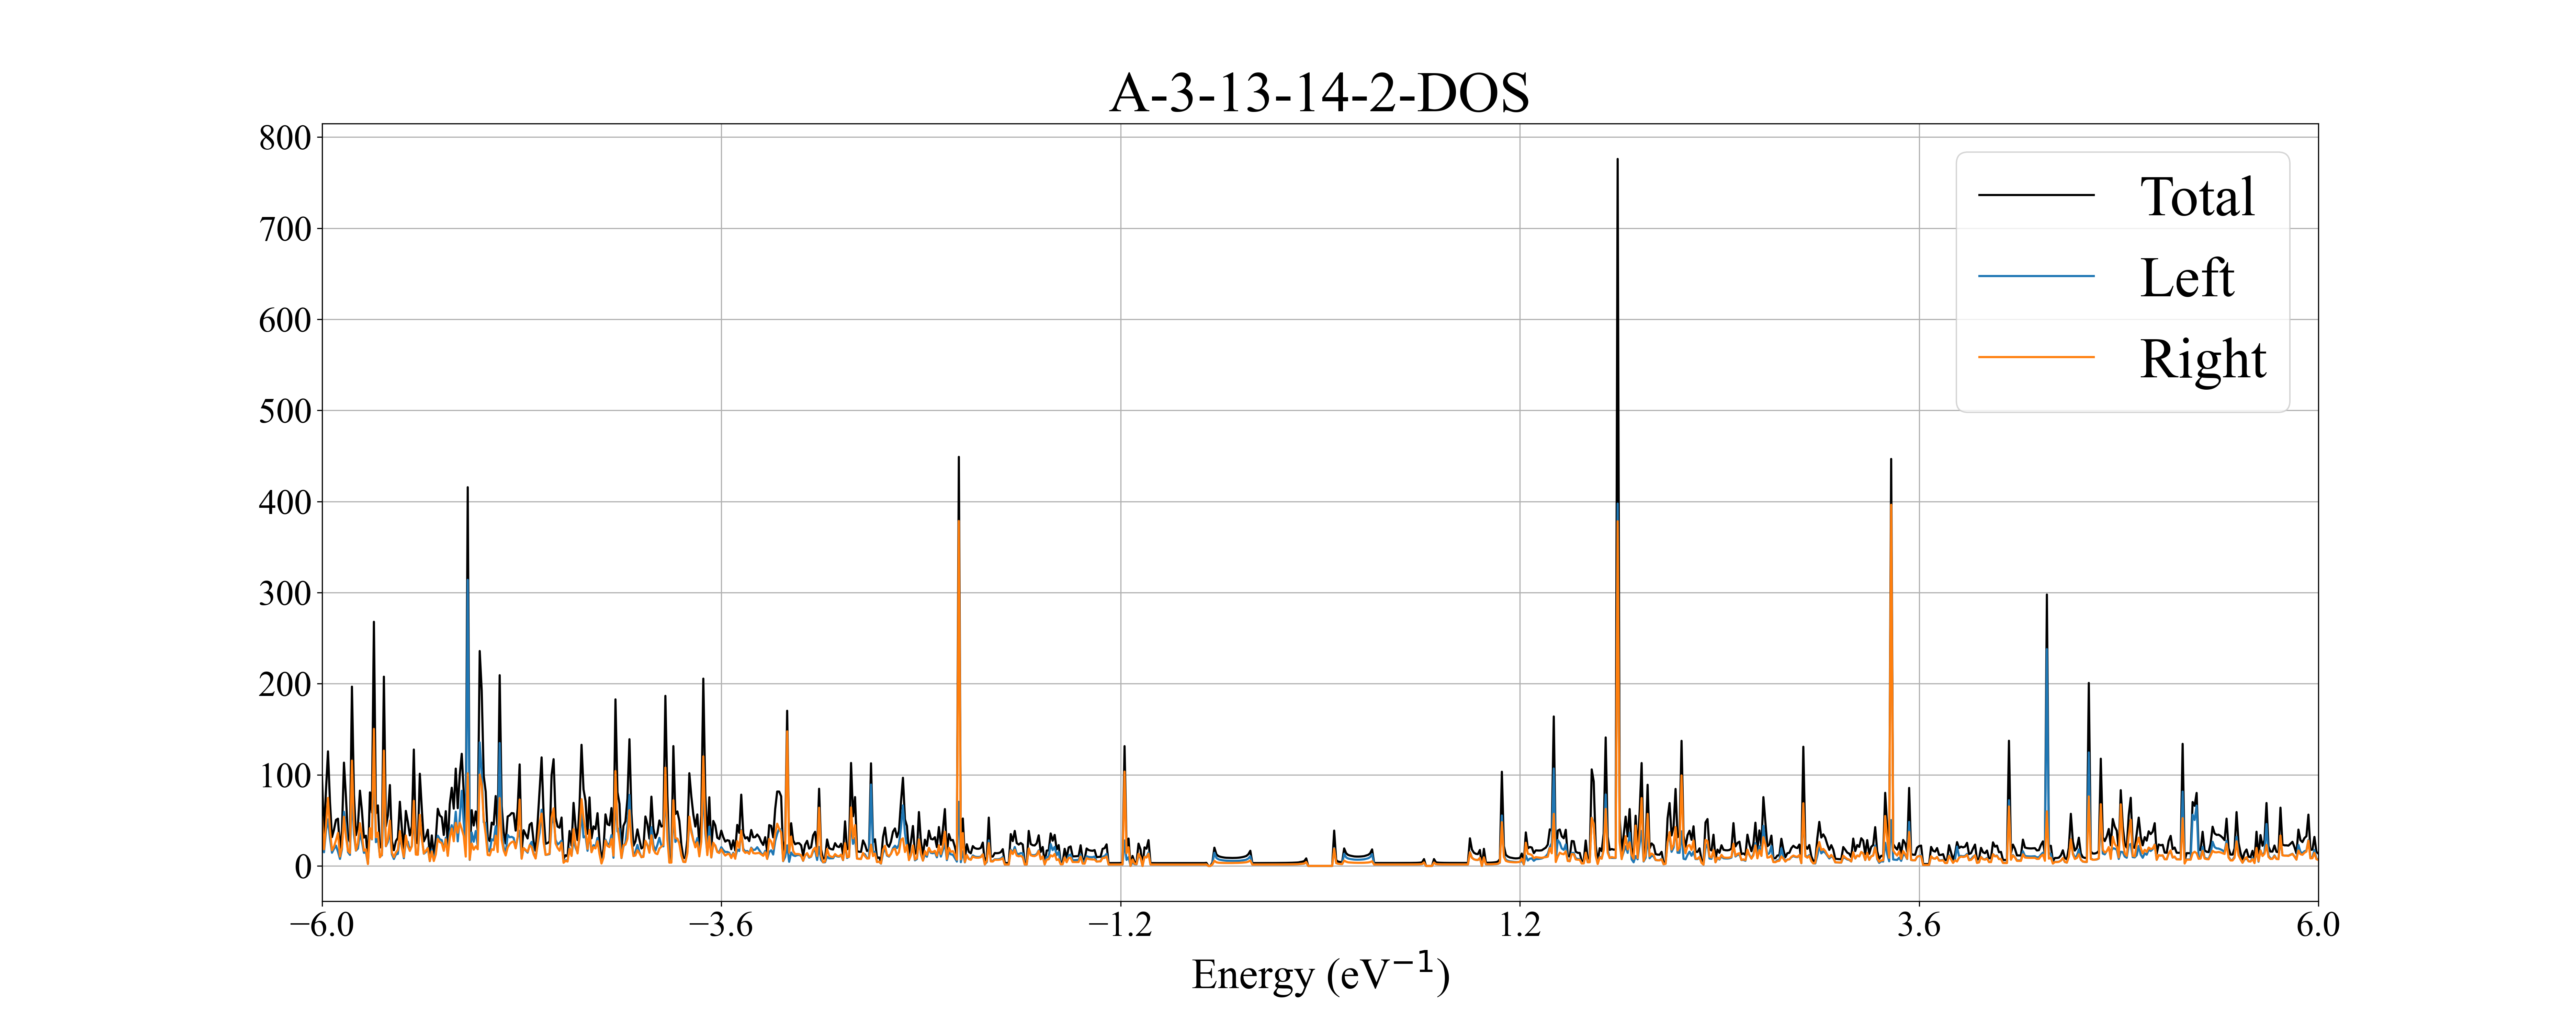 A-3-13-14-2-DOS
800
700
600
500
400
300
200
100
0
Total
Left
Right
−6.0 −3.6 −1.2 1.2 3.6 6.0
Energy (eV⁻¹)